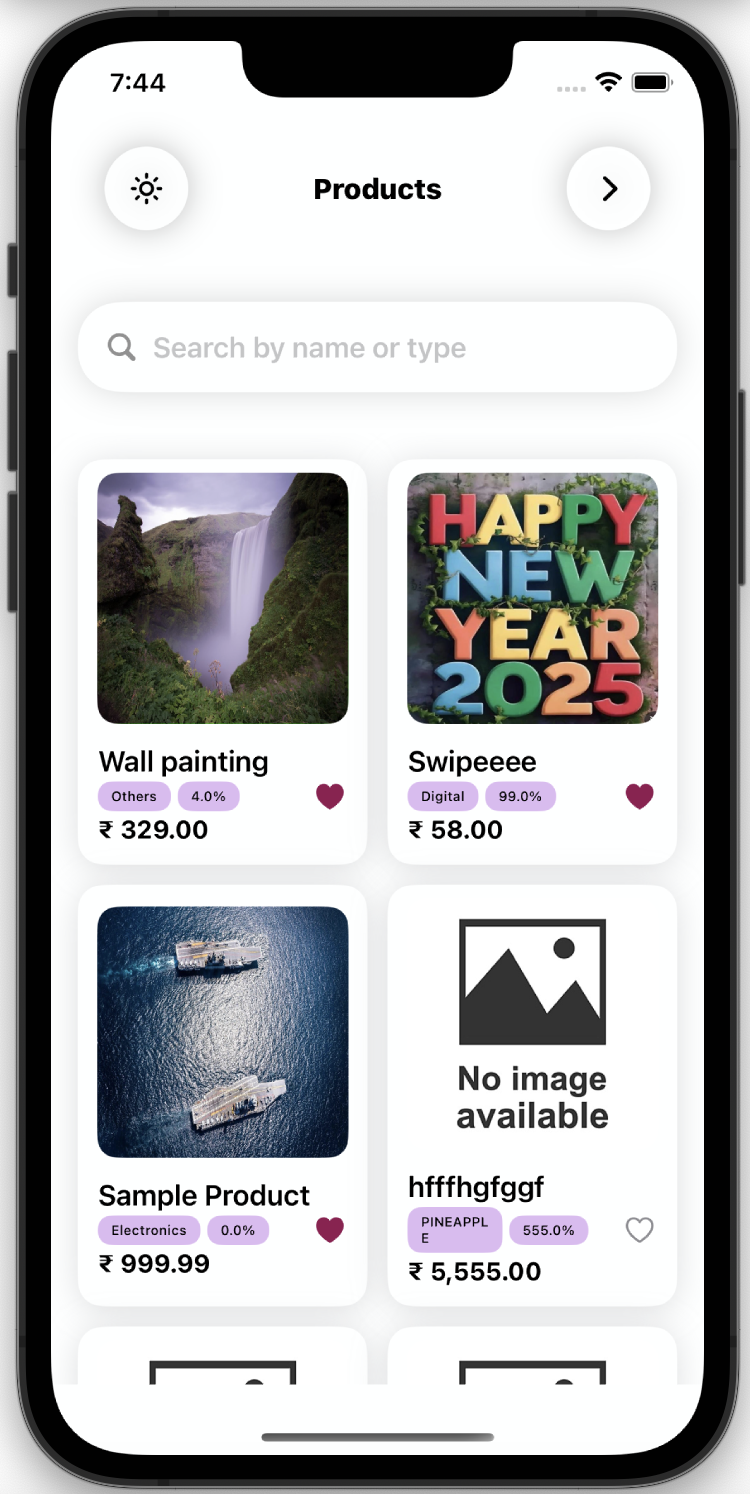 7:44
Products
Search by name or type
HAPPY
NEW
YEAR
2025
Wall painting
Others 4.0%
₹ 329.00
Swipeeee
Digital 99.0%
₹ 58.00
No image
available
Sample Product
Electronics 0.0%
₹ 999.99
hfffhgfggf
PINEAPPL
E
555.0%
₹ 5,555.00